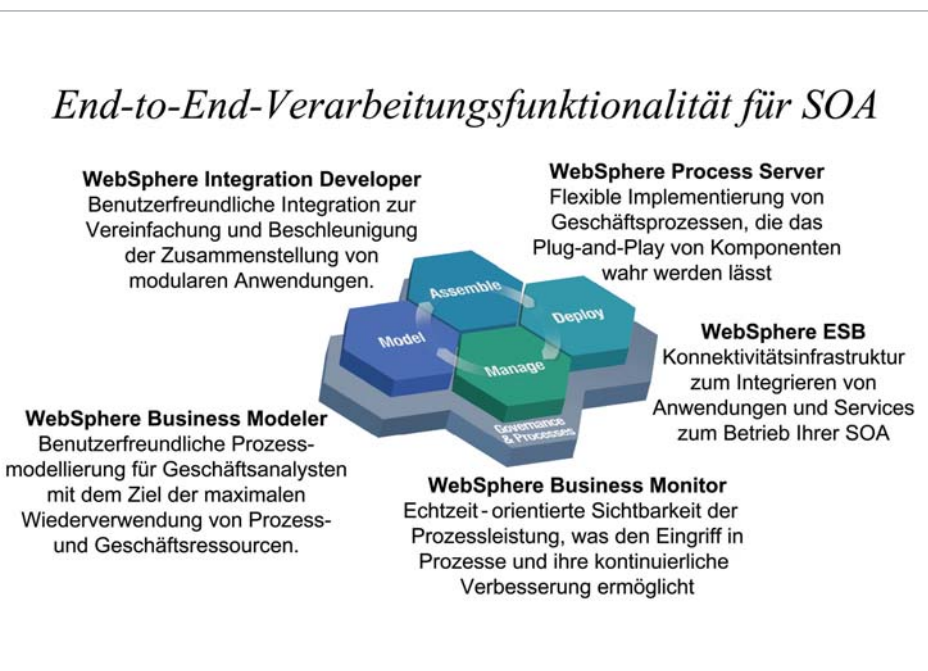 End-to-End-Verarbeitungsfunktionalität für SOA
WebSphere Integration Developer
Benutzerfreundliche Integration zur
Vereinfachung und Beschleunigung
der Zusammenstellung von
modularen Anwendungen.
WebSphere Process Server
Flexible Implementierung von
Geschäftsprozessen, die das
Plug-and-Play von Komponenten
wahr werden lässt
Assemble
Deploy
Model
Manage
Governance
& Processes
WebSphere ESB
Konnektivitätsinfrastruktur
zum Integrieren von
Anwendungen und Services
zum Betrieb Ihrer SOA
WebSphere Business Modeler
Benutzerfreundliche Prozess-
modellierung für Geschäftsanalysten
mit dem Ziel der maximalen
Wiederverwendung von Prozess-
und Geschäftsressourcen.
WebSphere Business Monitor
Echtzeit-orientierte Sichtbarkeit der
Prozessleistung, was den Eingriff in
Prozesse und ihre kontinuierliche
Verbesserung ermöglicht